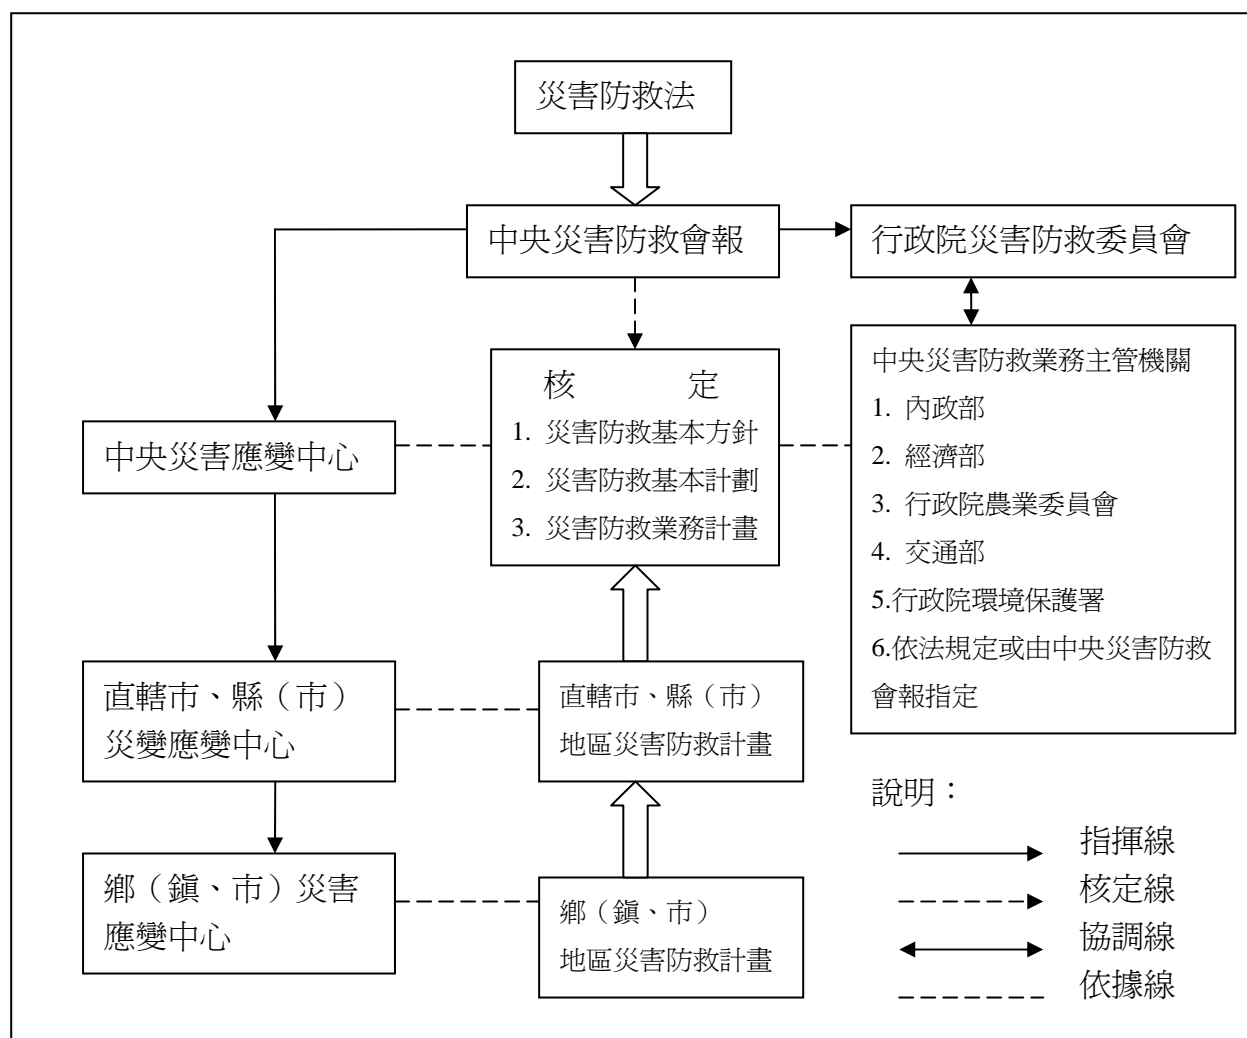 災害防救法
中央災害防救會報
行政院災害防救委員會
核 定
1. 災害防救基本方針
2. 災害防救基本計劃
3. 災害防救業務計畫
中央災害防救業務主管機關
1. 內政部
2. 經濟部
3. 行政院農業委員會
4. 交通部
5.行政院環境保護署
6.依法規定或由中央災害防救
會報指定
中央災害應變中心
直轄市、縣（市）
災變應變中心
直轄市、縣（市）
地區災害防救計畫
鄉（鎮、市）災害
應變中心
鄉（鎮、市）
地區災害防救計畫
說明：
指揮線
核定線
協調線
依據線